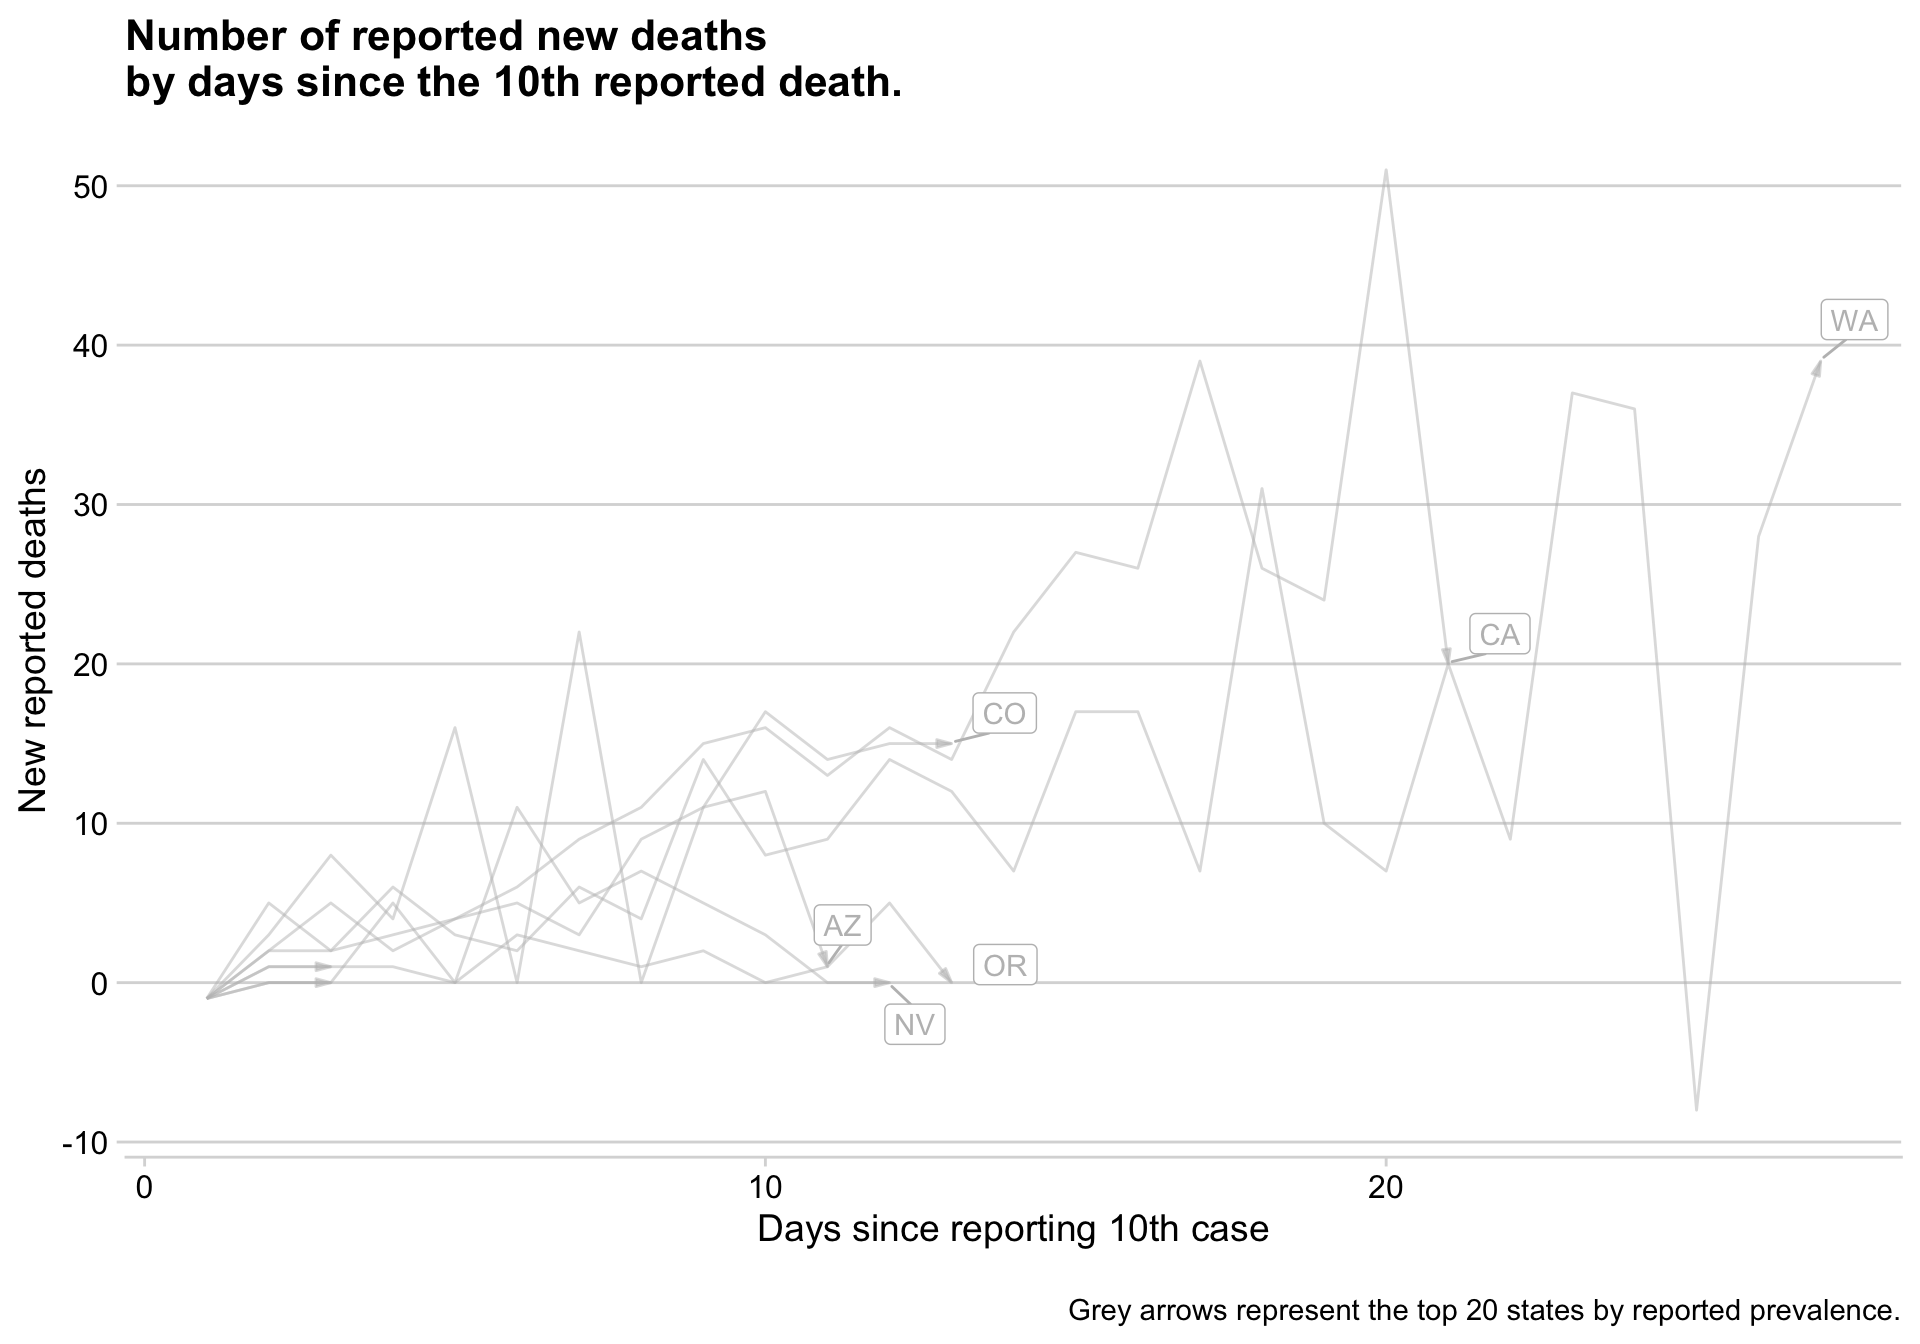 Number of reported new deaths
by days since the 10th reported death.
New reported deaths
50
40
30
20
10
0
-10
WA
CA
CO
AZ
OR
NV
0
10
20
Days since reporting 10th case
Grey arrows represent the top 20 states by reported prevalence.